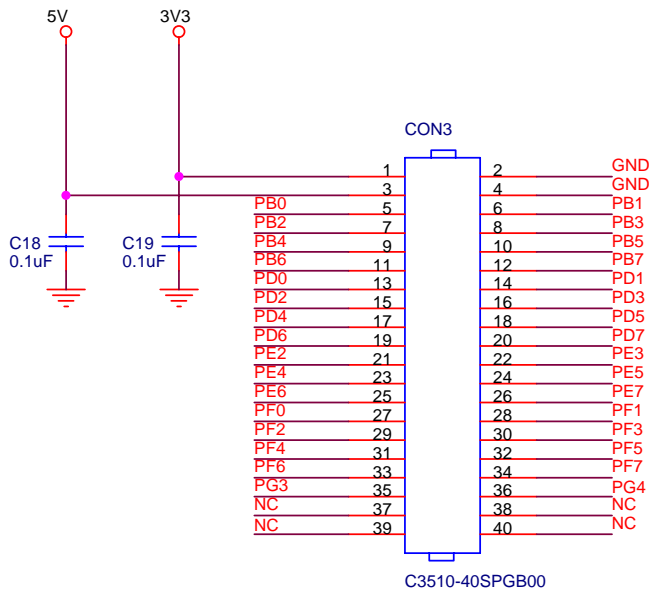 5V 3V3
CON3
1 2 GND
3 4 GND
PB0 5 6 PB1
PB2 7 8 PB3
C18 C19 PB4 9 10 PB5
0.1uF 0.1uF PB6 11 12 PB7
PD0 13 14 PD1
PD2 15 16 PD3
PD4 17 18 PD5
PD6 19 20 PD7
PE2 21 22 PE3
PE4 23 24 PE5
PE6 25 26 PE7
PF0 27 28 PF1
PF2 29 30 PF3
PF4 31 32 PF5
PF6 33 34 PF7
PG3 35 36 PG4
NC 37 38 NC
NC 39 40 NC
C3510-40SPGB00